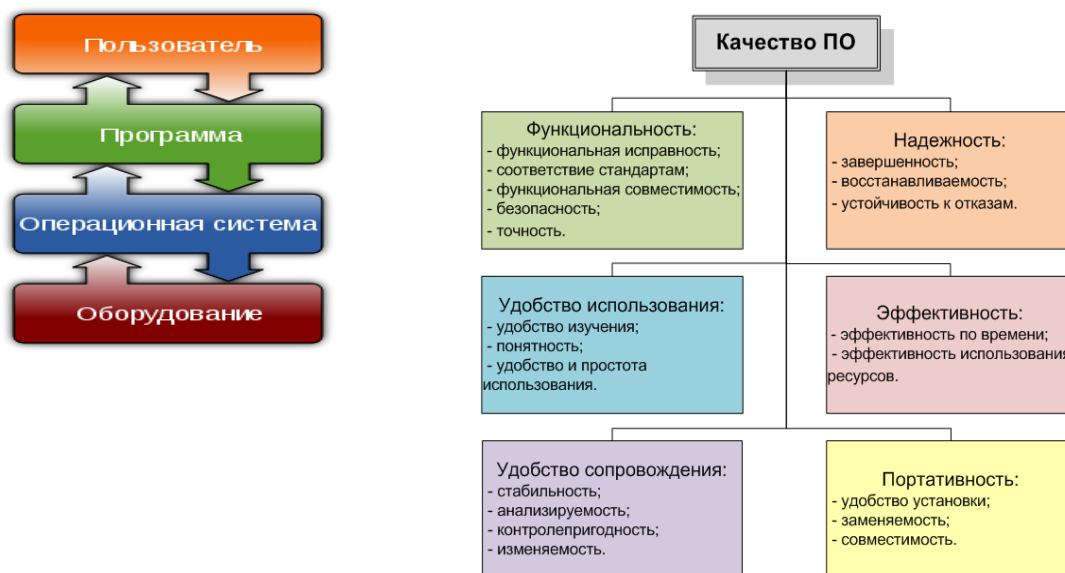 Пользователь
Программа
Операционная система
Оборудование
Качество ПО
Функциональность:
- функциональная исправность;
- соответствие стандартам;
- функциональная совместимость;
- безопасность;
- точность.
Надежность:
- завершенность;
- восстанавливаемость;
- устойчивость к отказам.
Удобство использования:
- удобство изучения;
- понятность;
- удобство и простота
использования.
Эффективность:
- эффективность по времени;
- эффективность использования
ресурсов.
Удобство сопровождения:
- стабильность;
- анализируемость;
- контролепригодность;
- изменяемость.
Портативность:
- удобство установки;
- заменяемость;
- совместимость.